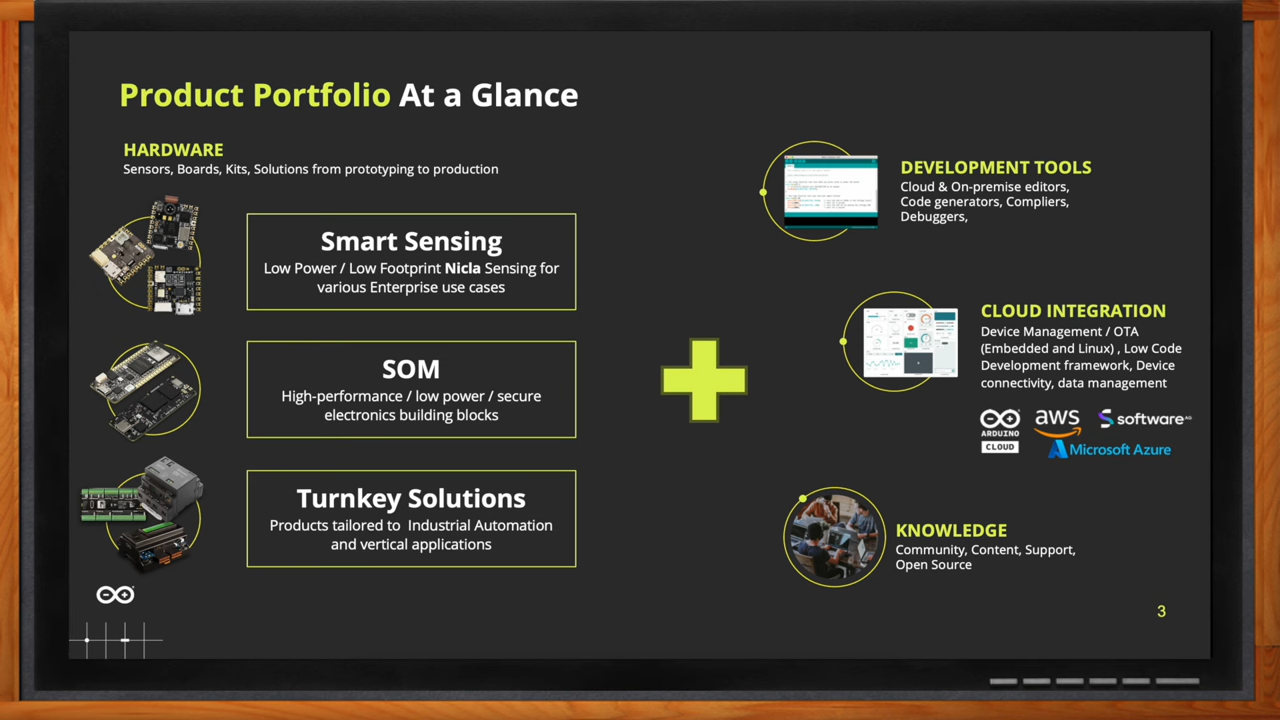 Product Portfolio At a Glance
HARDWARE
Sensors, Boards, Kits, Solutions from prototyping to production
Smart Sensing
Low Power / Low Footprint Nicla Sensing for
various Enterprise use cases
SOM
High-performance / low power / secure
electronics building blocks
Turnkey Solutions
Products tailored to Industrial Automation
and vertical applications
DEVELOPMENT TOOLS
Cloud & On-premise editors,
Code generators, Compliers,
Debuggers,
CLOUD INTEGRATION
Device Management / OTA
(Embedded and Linux) , Low Code
Development framework, Device
connectivity, data management
ARDUINO
CLOUD
aws
software AG
Microsoft Azure
KNOWLEDGE
Community, Content, Support,
Open Source
3